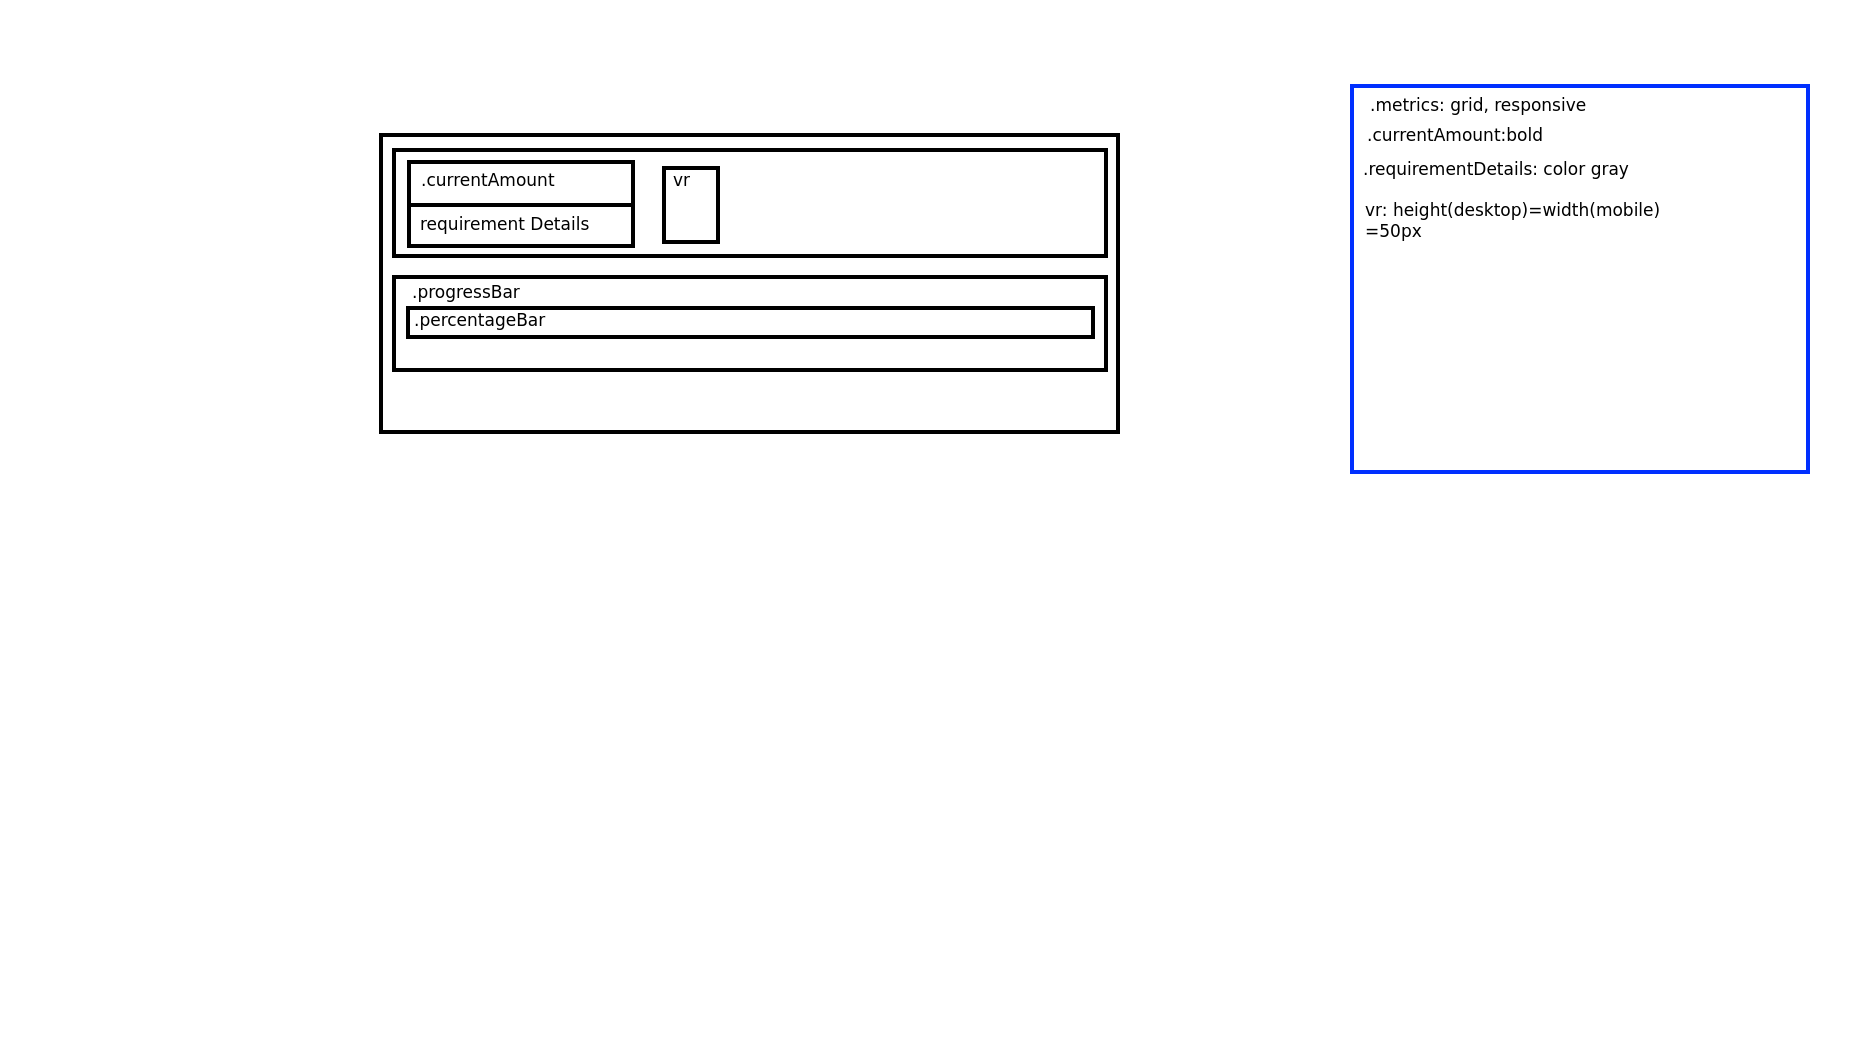 .currentAmount
vr
requirement Details
.progressBar
.percentageBar
.metrics: grid, responsive
.currentAmount:bold
.requirementDetails: color gray
vr: height(desktop)=width(mobile)
=50px